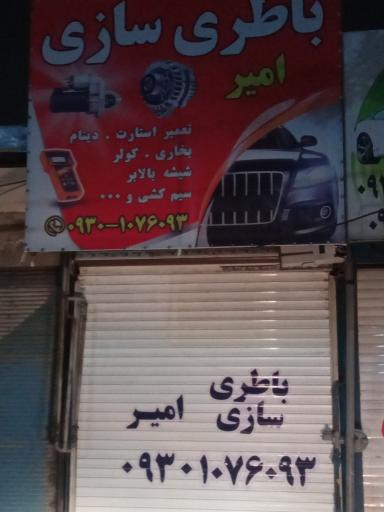 باطری سازی
امیر
تعمیر استارت . دینام
بخاری . کولر
شیشه بالابر
سیم کشی و ...
۰۹۳۰-۱۰۷۶۰۹۳
باطری
سازی امیر
۰۹۳۰۱۰۷۶۰۹۳